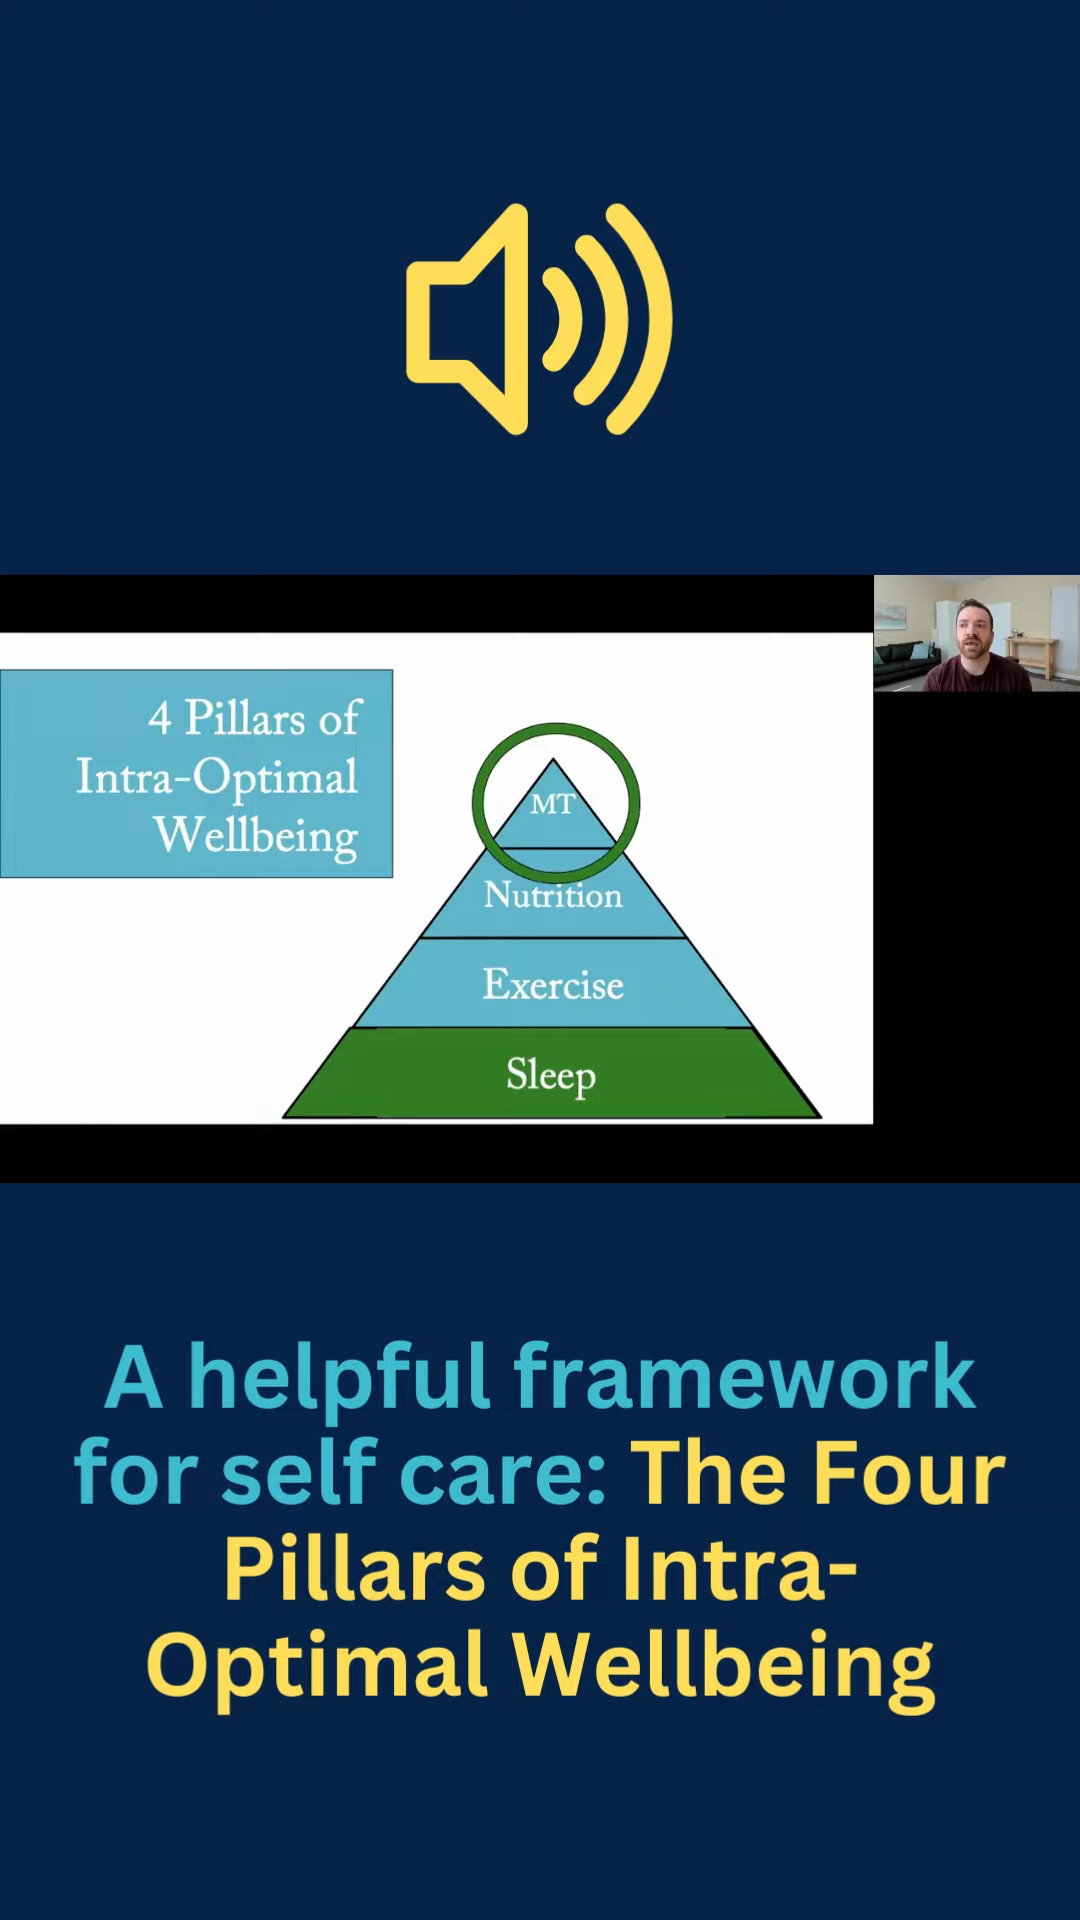 4 Pillars of
Intra-Optimal
Wellbeing
MT
Nutrition
Exercise
Sleep
A helpful framework
for self care: The Four
Pillars of Intra-
Optimal Wellbeing